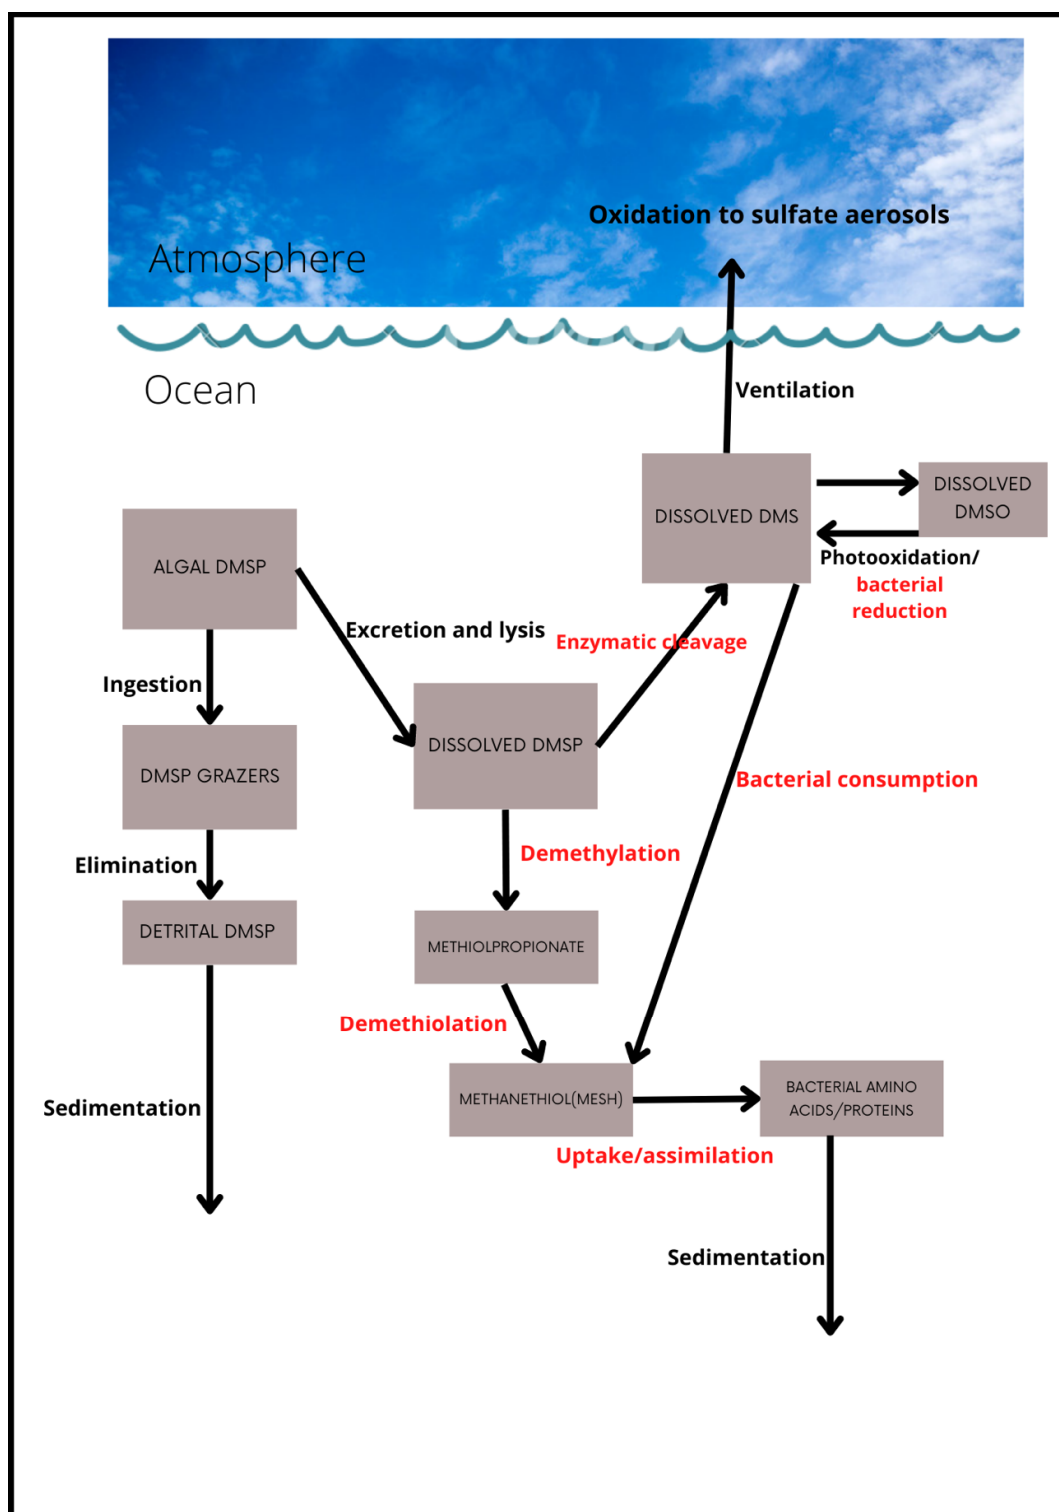 Oxidation to sulfate aerosols
Atmosphere
Ocean
Ventilation
DISSOLVED DMS
DISSOLVED
DMSO
Photooxidation/
bacterial
reduction
ALGAL DMSP
Excretion and lysis
Enzymatic cleavage
Ingestion
DISSOLVED DMSP
DMSP GRAZERS
Bacterial consumption
Elimination
Demethylation
DETRITAL DMSP
METHIOLPROPIONATE
Demethiolation
Sedimentation
METHANETHIOL(MESH)
BACTERIAL AMINO
ACIDS/PROTEINS
Uptake/assimilation
Sedimentation